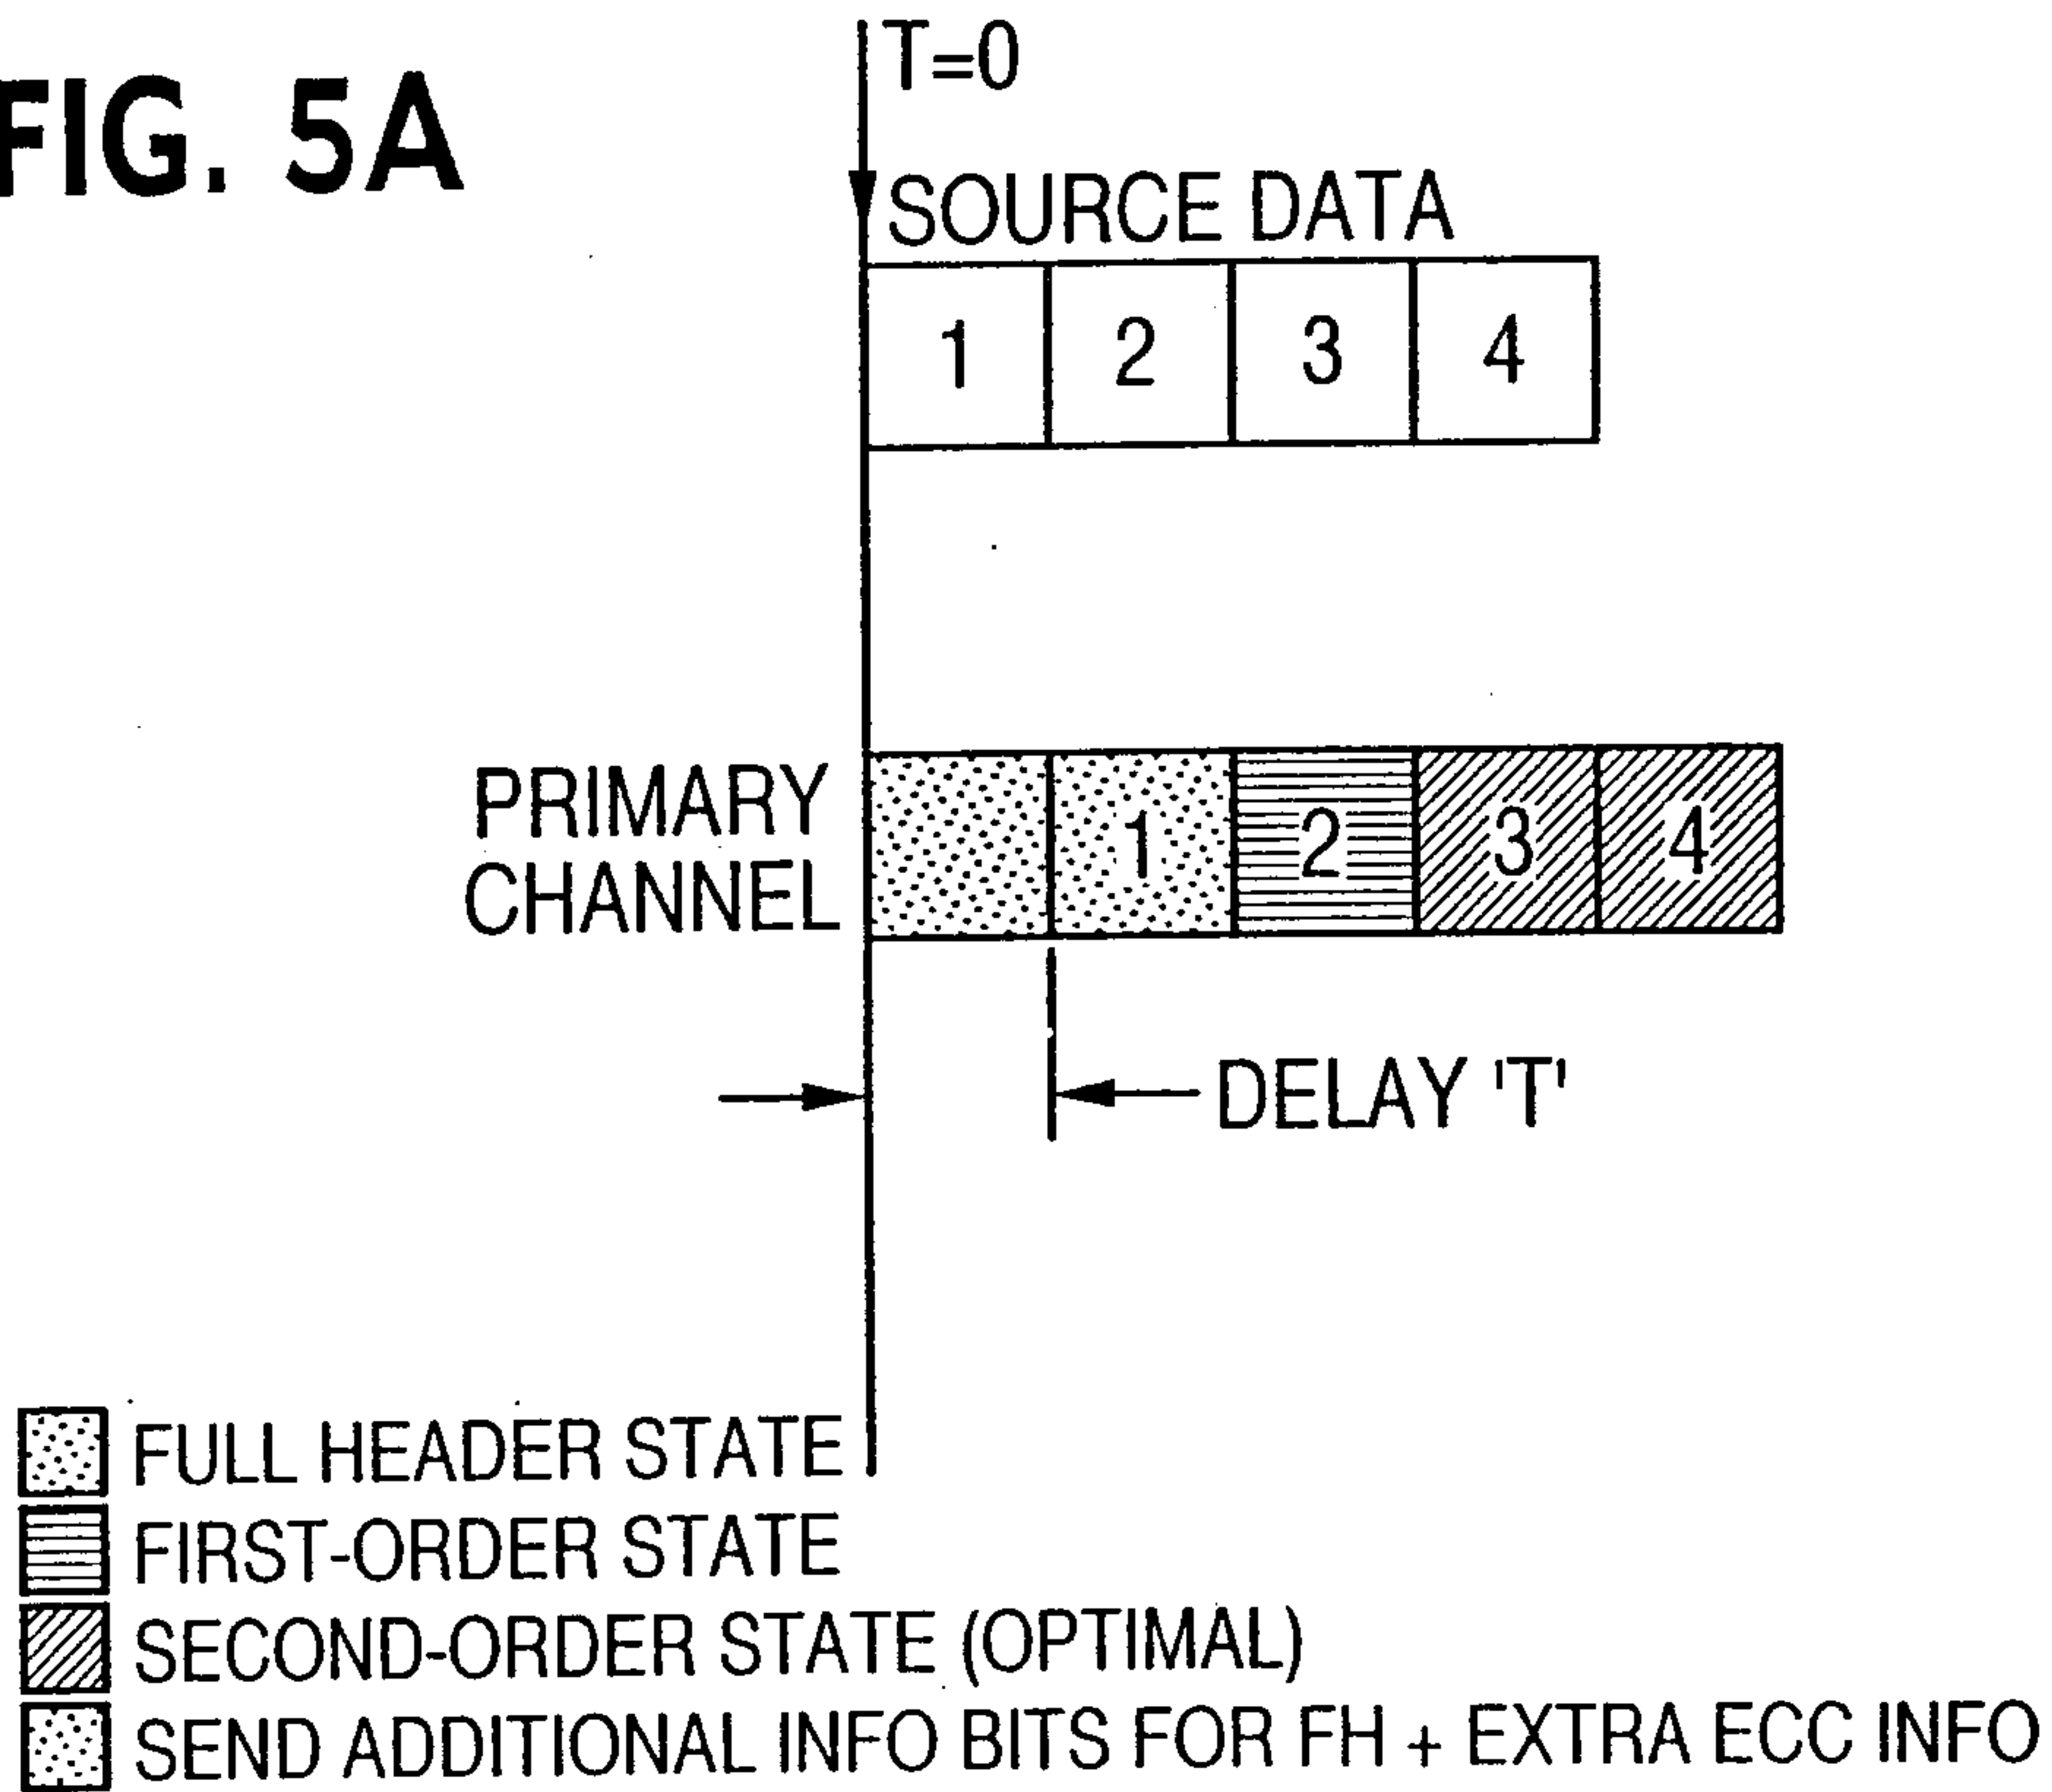 FIG. 5A
T=0
SOURCE DATA
1 2 3 4
PRIMARY
CHANNEL
1 2 3 4
DELAY 'T'
FULL HEADER STATE
FIRST-ORDER STATE
SECOND-ORDER STATE (OPTIMAL)
SEND ADDITIONAL INFO BITS FOR FH + EXTRA ECC INFO